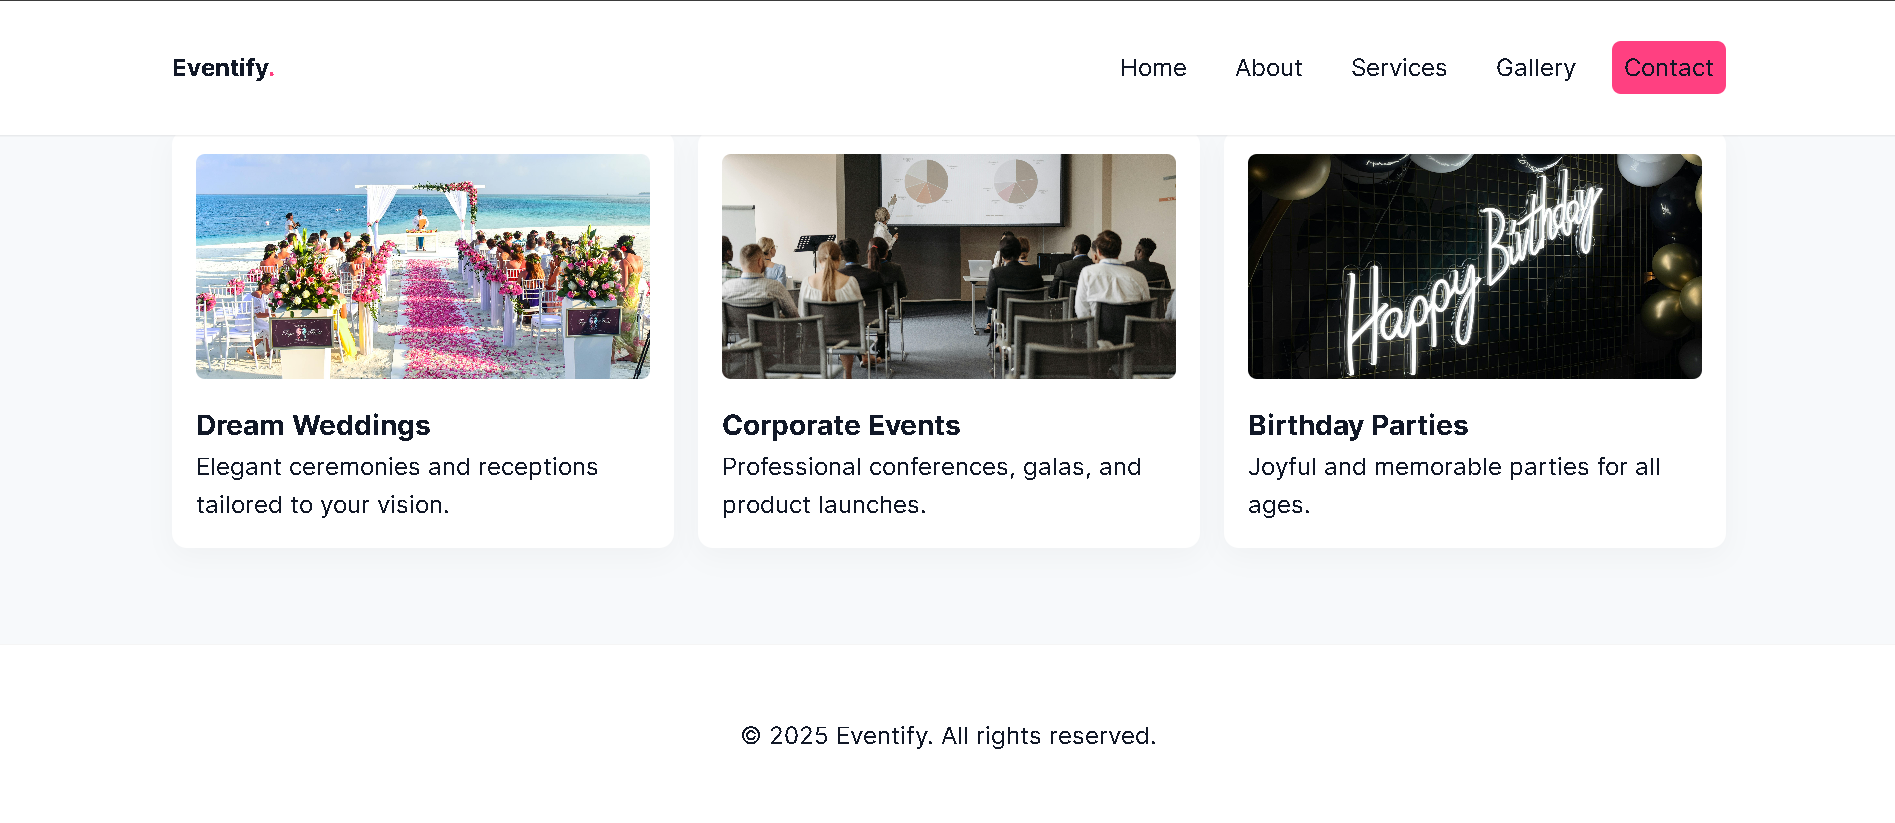 Eventify.
Home About Services Gallery Contact
Happy Birthday
Dream Weddings
Elegant ceremonies and receptions
tailored to your vision.
Corporate Events
Professional conferences, galas, and
product launches.
Birthday Parties
Joyful and memorable parties for all
ages.
© 2025 Eventify. All rights reserved.